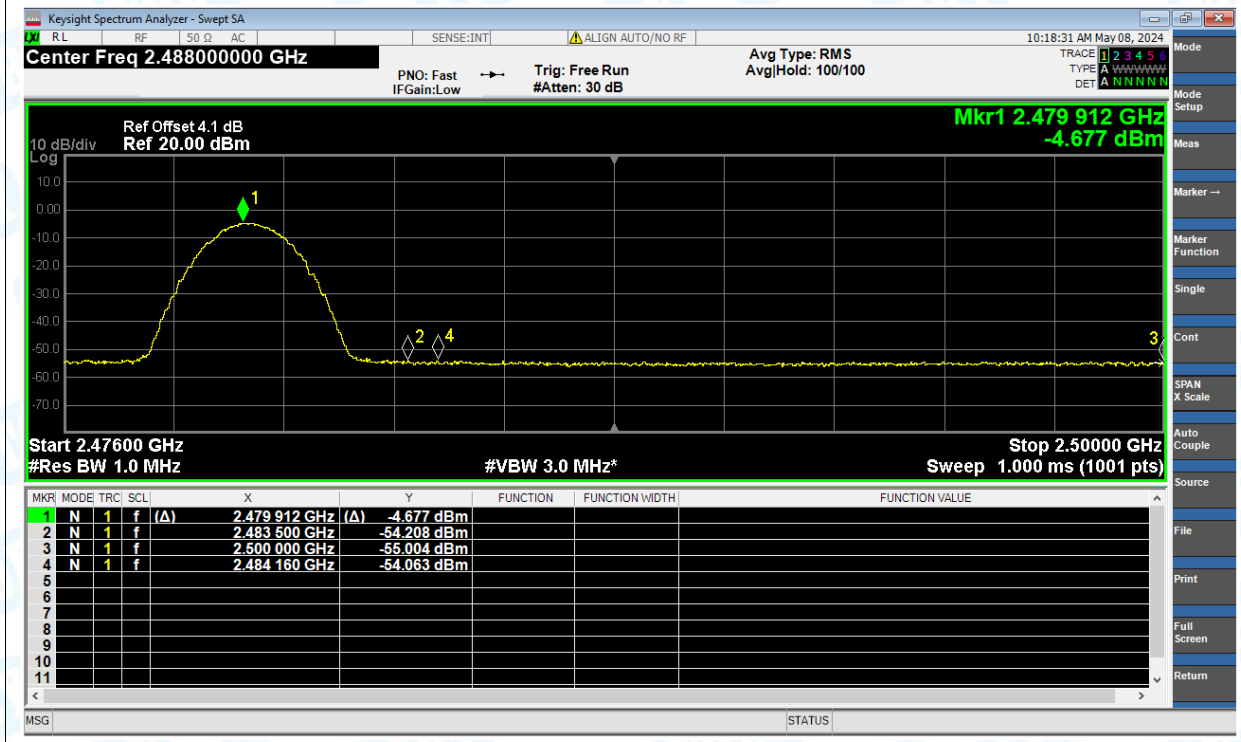 Keysight Spectrum Analyzer - Swept SA
LXI RL RF 50 Ω AC SENSE:INT ALIGN AUTO/NO RF 10:18:31 AM May 08, 2024
Center Freq 2.488000000 GHz
PNO: Fast
IFGain:Low
Trig: Free Run
#Atten: 30 dB
Avg Type: RMS
Avg|Hold: 100/100
TRACE 1 2 3 4 5 6
TYPE A WWWWW
DET A N N N N N
Mkr1 2.479 912 GHz
-4.677 dBm
Ref Offset 4.1 dB
10 dB/div Ref 20.00 dBm
Log
10.0
0.00
-10.0
-20.0
-30.0
-40.0
-50.0
-60.0
-70.0
1
2
4
3
Start 2.47600 GHz Stop 2.50000 GHz
#Res BW 1.0 MHz #VBW 3.0 MHz* Sweep 1.000 ms (1001 pts)
MKR MODE TRC SCL X Y FUNCTION FUNCTION WIDTH FUNCTION VALUE
1 N 1 f (Δ) 2.479 912 GHz (Δ) -4.677 dBm
2 N 1 f 2.483 500 GHz -54.208 dBm
3 N 1 f 2.500 000 GHz -55.004 dBm
4 N 1 f 2.484 160 GHz -54.063 dBm
5
6
7
8
9
10
11
MSG STATUS
Mode
Mode
Setup
Meas
Marker →
Marker
Function
Single
Cont
SPAN
X Scale
Auto
Couple
Source
File
Print
Full
Screen
Return